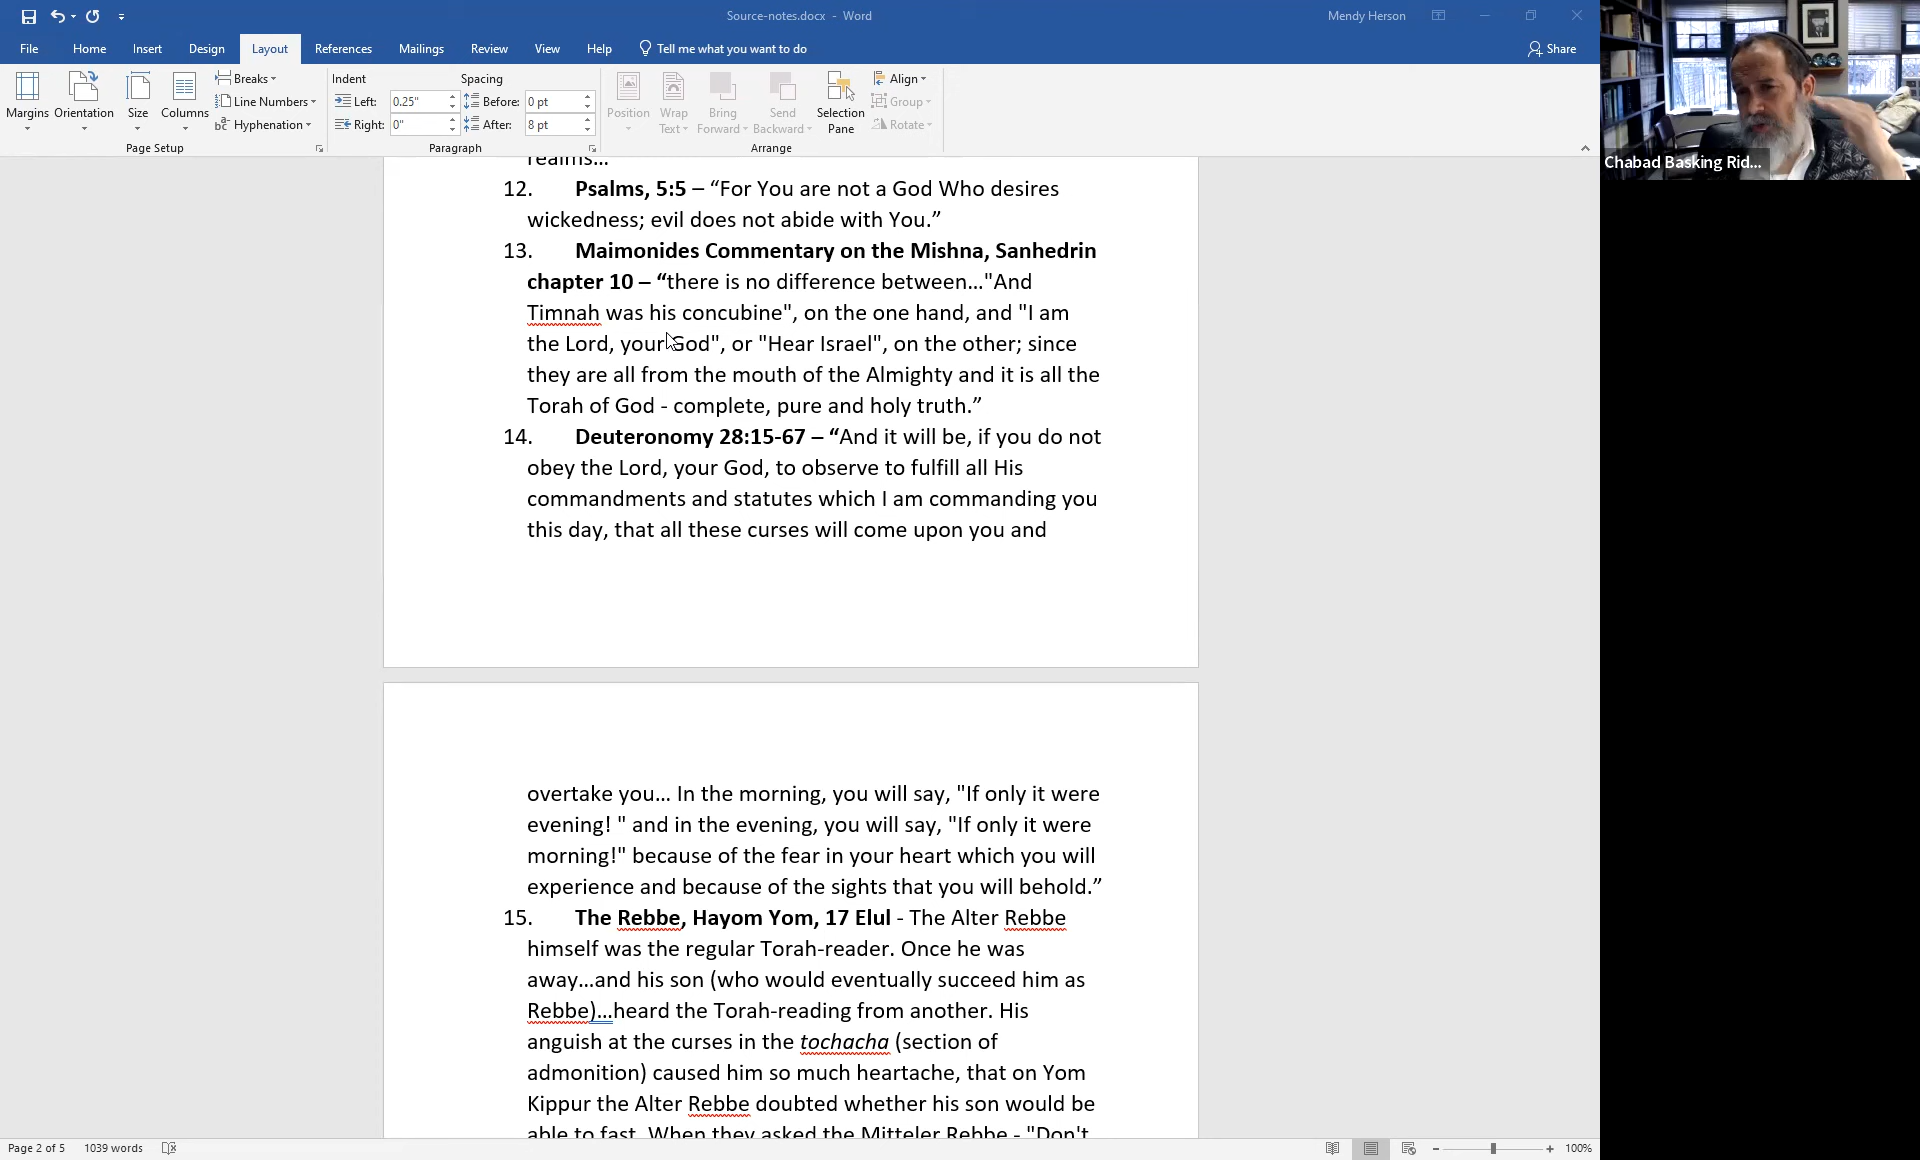 Source-notes.docx - Word
Mendy Herson
File Home Insert Design Layout References Mailings Review View Help Tell me what you want to do
Share
Margins
Orientation
Size
Columns
Breaks
Line Numbers
Hyphenation
Page Setup
Indent
Left: 0.25"
Right: 0"
Spacing
Before: 0 pt
After: 8 pt
Paragraph
Position
Wrap Text
Bring Forward
Send Backward
Selection Pane
Align
Group
Rotate
Arrange
Chabad Basking Rid...
realms...
12. Psalms, 5:5 – “For You are not a God Who desires
wickedness; evil does not abide with You.”
13. Maimonides Commentary on the Mishna, Sanhedrin
chapter 10 – “there is no difference between…"And
Timnah was his concubine", on the one hand, and "I am
the Lord, your God", or "Hear Israel", on the other; since
they are all from the mouth of the Almighty and it is all the
Torah of God - complete, pure and holy truth.”
14. Deuteronomy 28:15-67 – “And it will be, if you do not
obey the Lord, your God, to observe to fulfill all His
commandments and statutes which I am commanding you
this day, that all these curses will come upon you and
overtake you… In the morning, you will say, "If only it were
evening! " and in the evening, you will say, "If only it were
morning!" because of the fear in your heart which you will
experience and because of the sights that you will behold.”
15. The Rebbe, Hayom Yom, 17 Elul - The Alter Rebbe
himself was the regular Torah-reader. Once he was
away…and his son (who would eventually succeed him as
Rebbe)…heard the Torah-reading from another. His
anguish at the curses in the tochacha (section of
admonition) caused him so much heartache, that on Yom
Kippur the Alter Rebbe doubted whether his son would be
able to fast. When they asked the Mitteler Rebbe - "Don't
Page 2 of 5 1039 words
100%